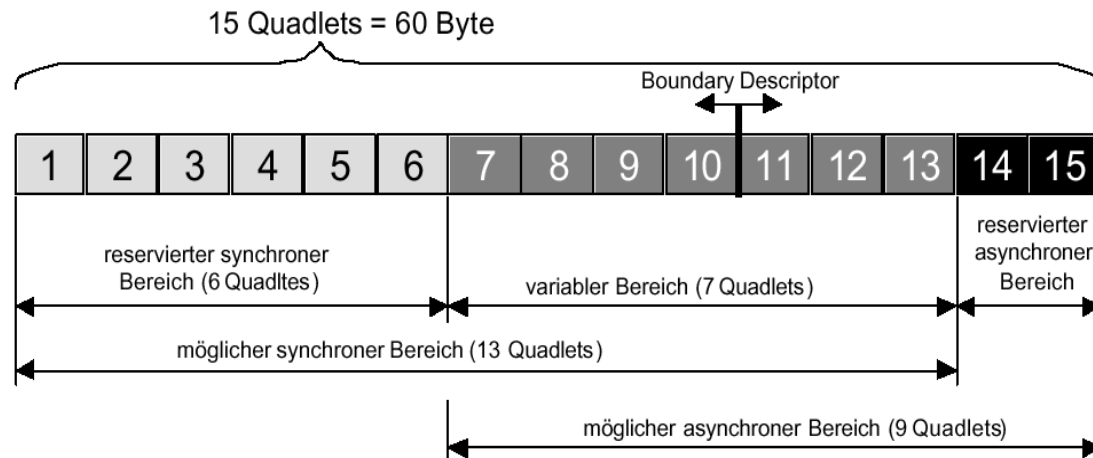 15 Quadlets = 60 Byte
Boundary Descriptor
1 2 3 4 5 6 7 8 9 10 11 12 13 14 15
reservierter synchroner
Bereich (6 Quadltes)
variabler Bereich (7 Quadlets)
reservierter
asynchroner
Bereich
möglicher synchroner Bereich (13 Quadlets)
möglicher asynchroner Bereich (9 Quadlets)